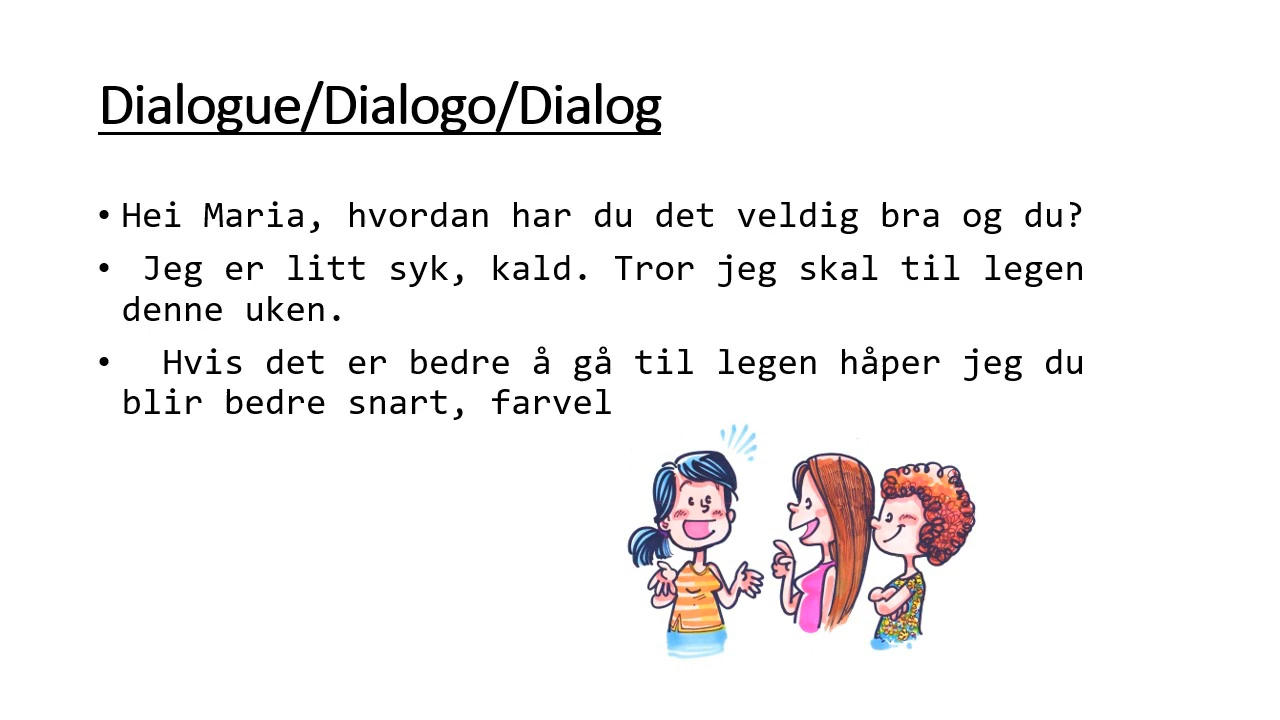 Dialogue/Dialogo/Dialog
• Hei Maria, hvordan har du det veldig bra og du?
• Jeg er litt syk, kald. Tror jeg skal til legen
denne uken.
• Hvis det er bedre å gå til legen håper jeg du
blir bedre snart, farvel